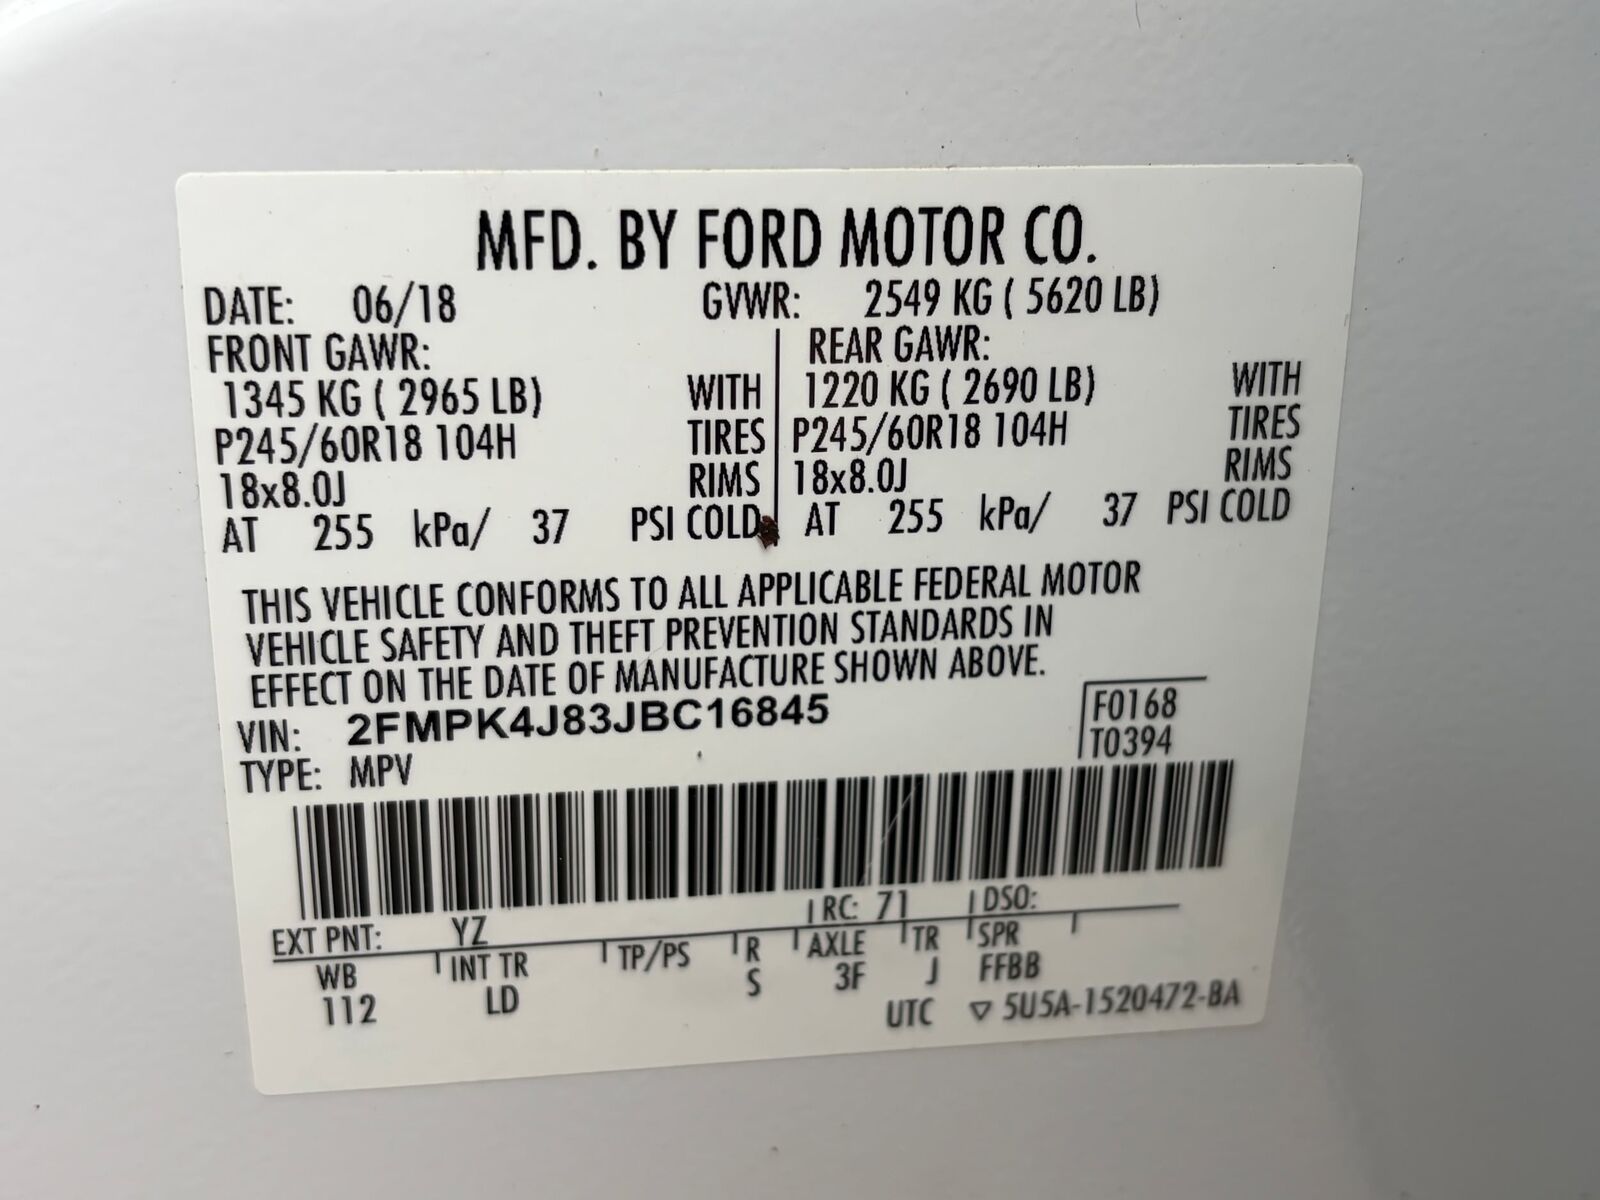 MFD. BY FORD MOTOR CO.
DATE: 06/18 GVWR: 2549 KG ( 5620 LB)
FRONT GAWR: REAR GAWR:
1345 KG ( 2965 LB) WITH 1220 KG ( 2690 LB) WITH
P245/60R18 104H TIRES P245/60R18 104H TIRES
18x8.0J RIMS 18x8.0J RIMS
AT 255 kPa/ 37 PSI COLD AT 255 kPa/ 37 PSI COLD
THIS VEHICLE CONFORMS TO ALL APPLICABLE FEDERAL MOTOR
VEHICLE SAFETY AND THEFT PREVENTION STANDARDS IN
EFFECT ON THE DATE OF MANUFACTURE SHOWN ABOVE.
VIN: 2FMPK4J83JBC16845 F0168
TYPE: MPV T0394
EXT PNT: YZ RC: 71 DSO:
WB INT TR TP/PS R AXLE TR SPR
112 LD S 3F J FFBB
UTC ▽ 5U5A-1520472-BA